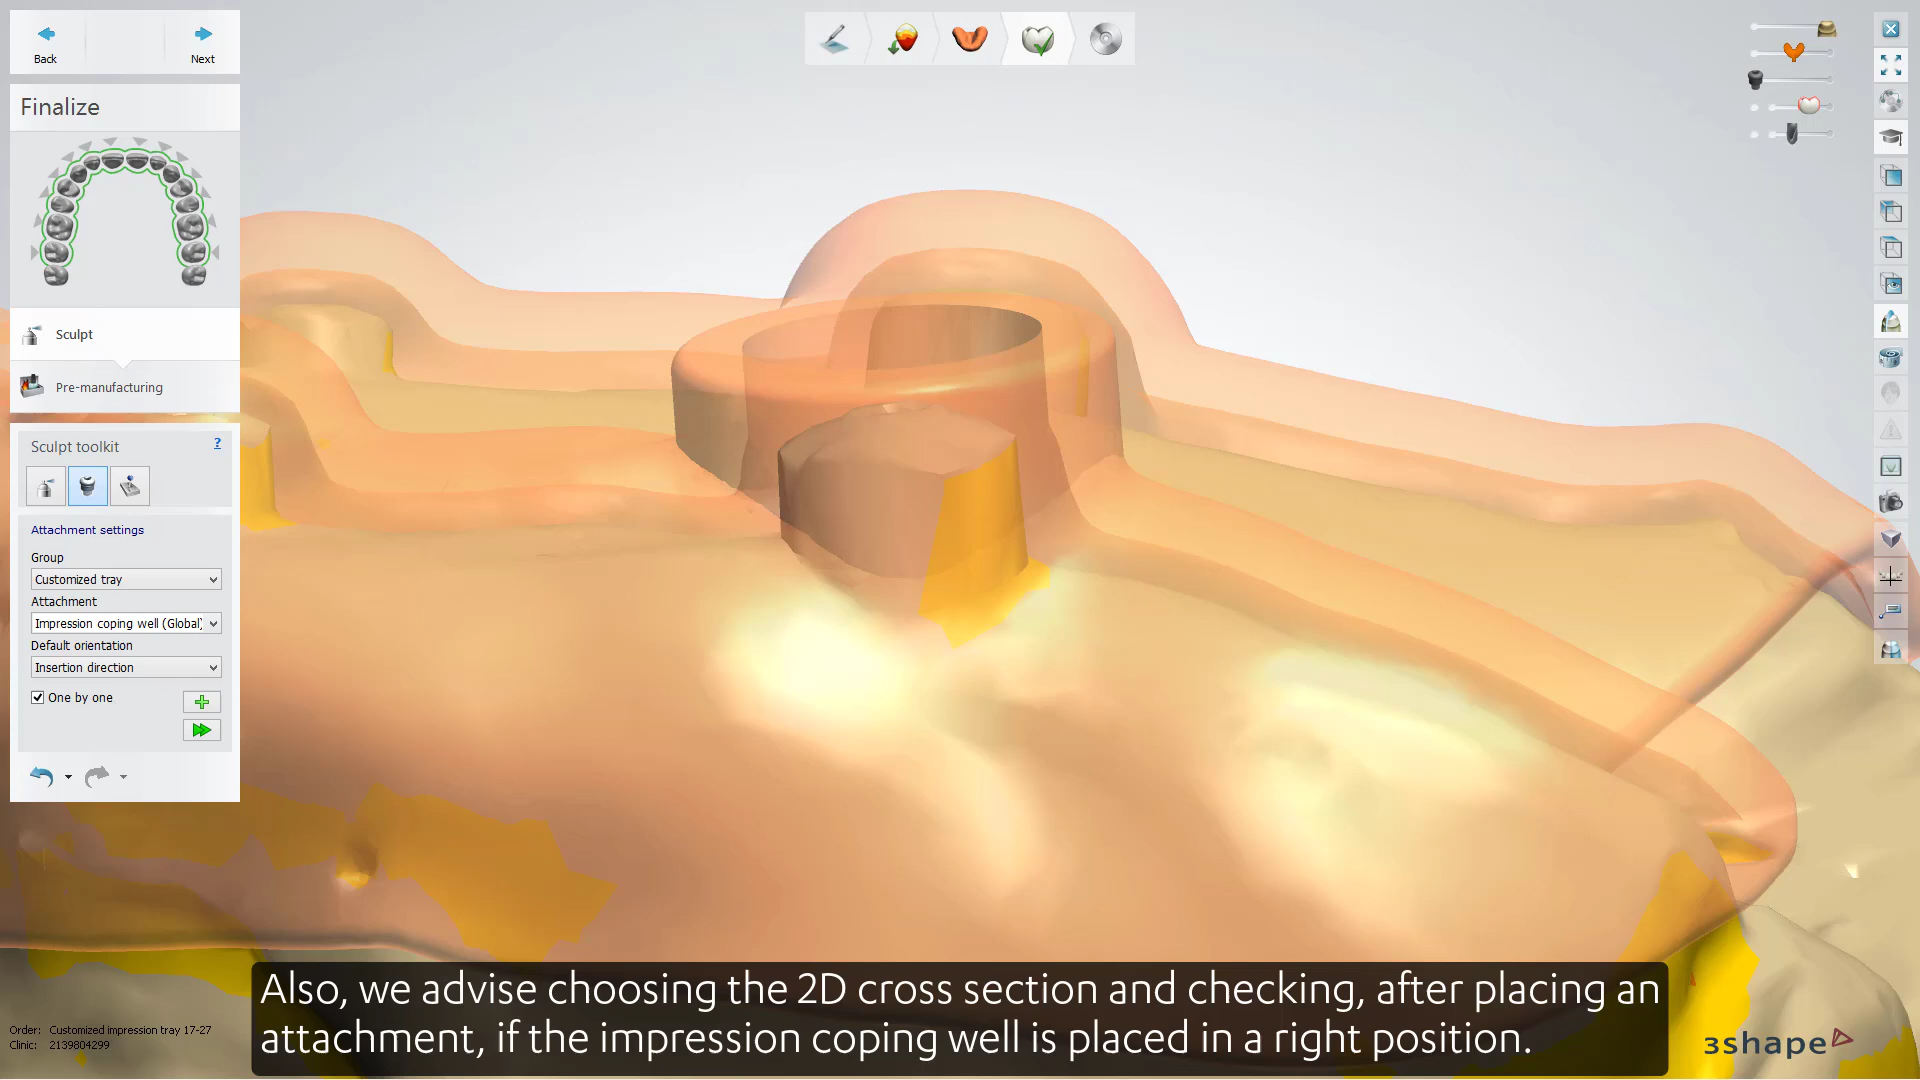 Back
Next
Finalize
Sculpt
Pre-manufacturing
Sculpt toolkit
?
Attachment settings
Group
Customized tray
Attachment
Impression coping well (Global)
Default orientation
Insertion direction
One by one
Order: Customized impression tray 17-27
Clinic: 2139804299
Also, we advise choosing the 2D cross section and checking, after placing an
attachment, if the impression coping well is placed in a right position.
3shape